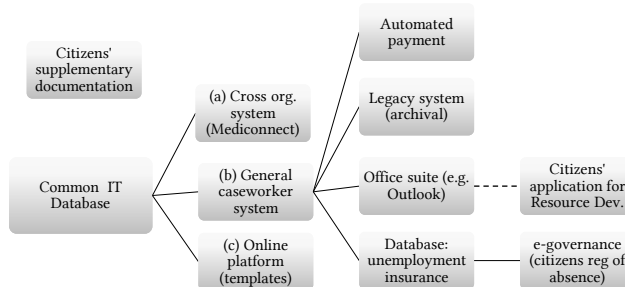 Citizens'
supplementary
documentation
Common IT
Database
(a) Cross org.
system
(Mediconnect)
(b) General
caseworker
system
(c) Online
platform
(templates)
Automated
payment
Legacy system
(archival)
Office suite (e.g.
Outlook)
Database:
unemployment
insurance
Citizens'
application for
Resource Dev.
e-governance
(citizens reg of
absence)